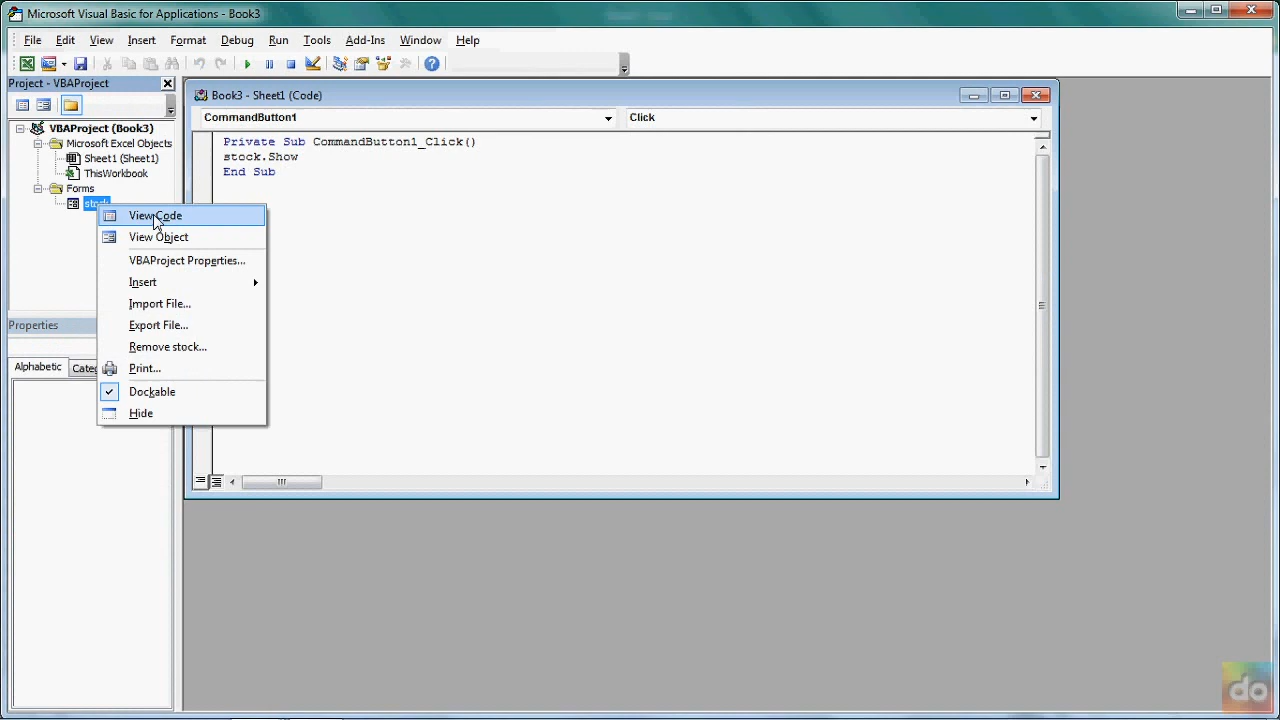 Microsoft Visual Basic for Applications - Book3
File Edit View Insert Format Debug Run Tools Add-Ins Window Help
Project - VBAProject
VBAProject (Book3)
Microsoft Excel Objects
Sheet1 (Sheet1)
ThisWorkbook
Forms
stock
View Code
View Object
VBAProject Properties...
Insert
Import File...
Export File...
Remove stock...
Print...
Dockable
Hide
Properties
Alphabetic Categ
Book3 - Sheet1 (Code)
CommandButton1 Click
Private Sub CommandButton1_Click()
stock.Show
End Sub
do